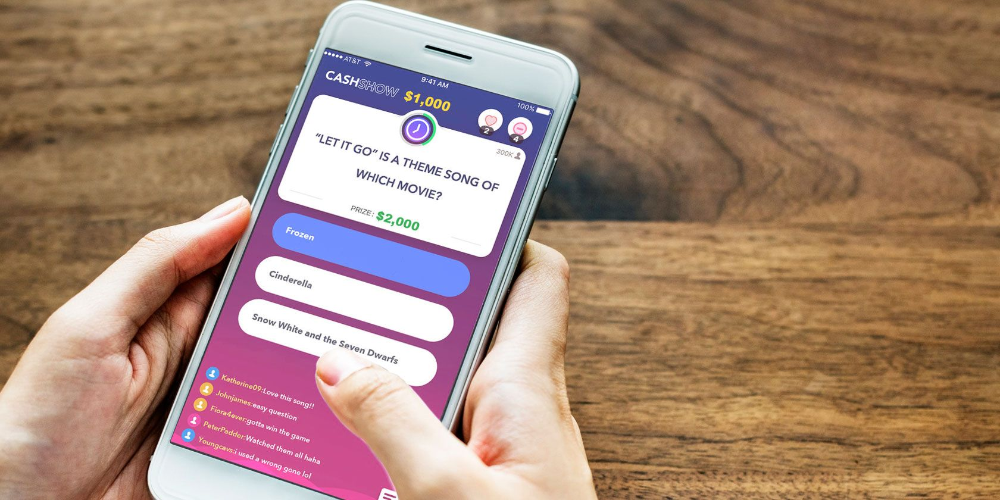 AT&T
9:41 AM
100%
CASHSHOW
$1,000
2
4
300K
"LET IT GO" IS A THEME SONG OF
WHICH MOVIE?
PRIZE: $2,000
Frozen
Cinderella
Snow White and the Seven Dwarfs
Katherine09:Love this song!!
Johnjames:easy question
Fiora4ever:gotta win the game
PeterPadder:Watched them all haha
Youngcavs:i used a wrong gone lol